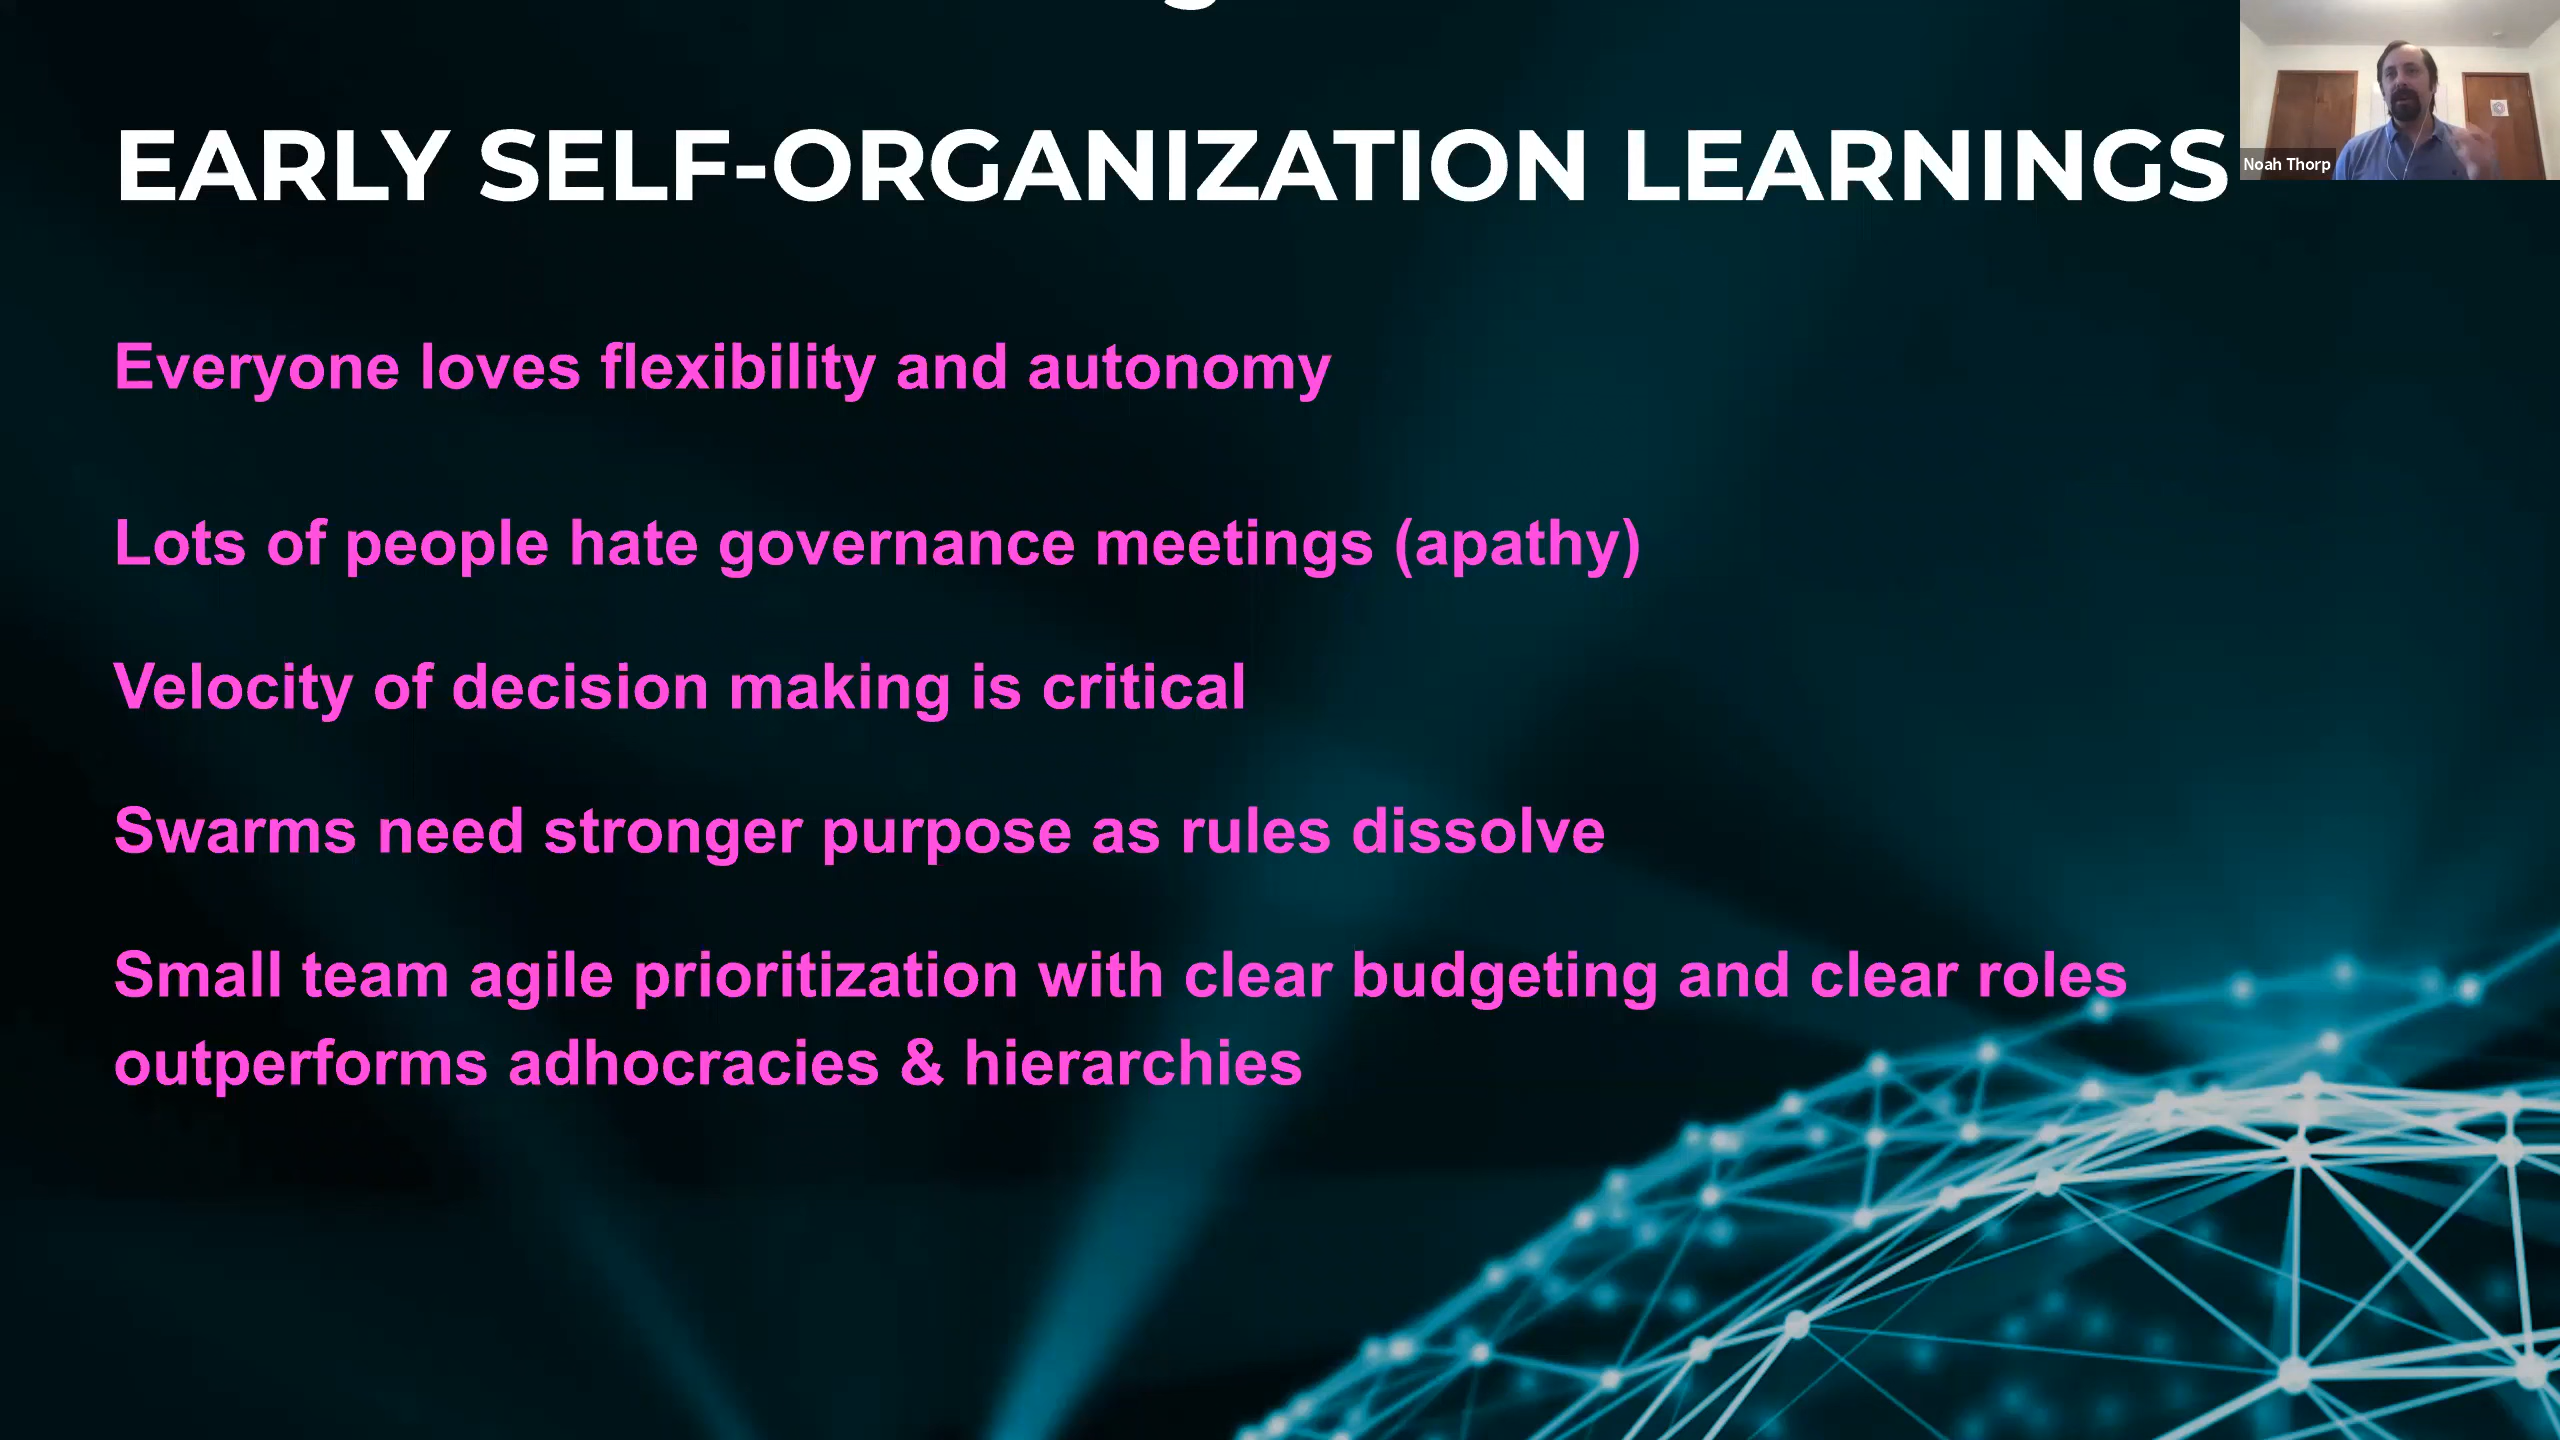 EARLY SELF-ORGANIZATION LEARNINGS
Noah Thorp
Everyone loves flexibility and autonomy
Lots of people hate governance meetings (apathy)
Velocity of decision making is critical
Swarms need stronger purpose as rules dissolve
Small team agile prioritization with clear budgeting and clear roles
outperforms adhocracies & hierarchies